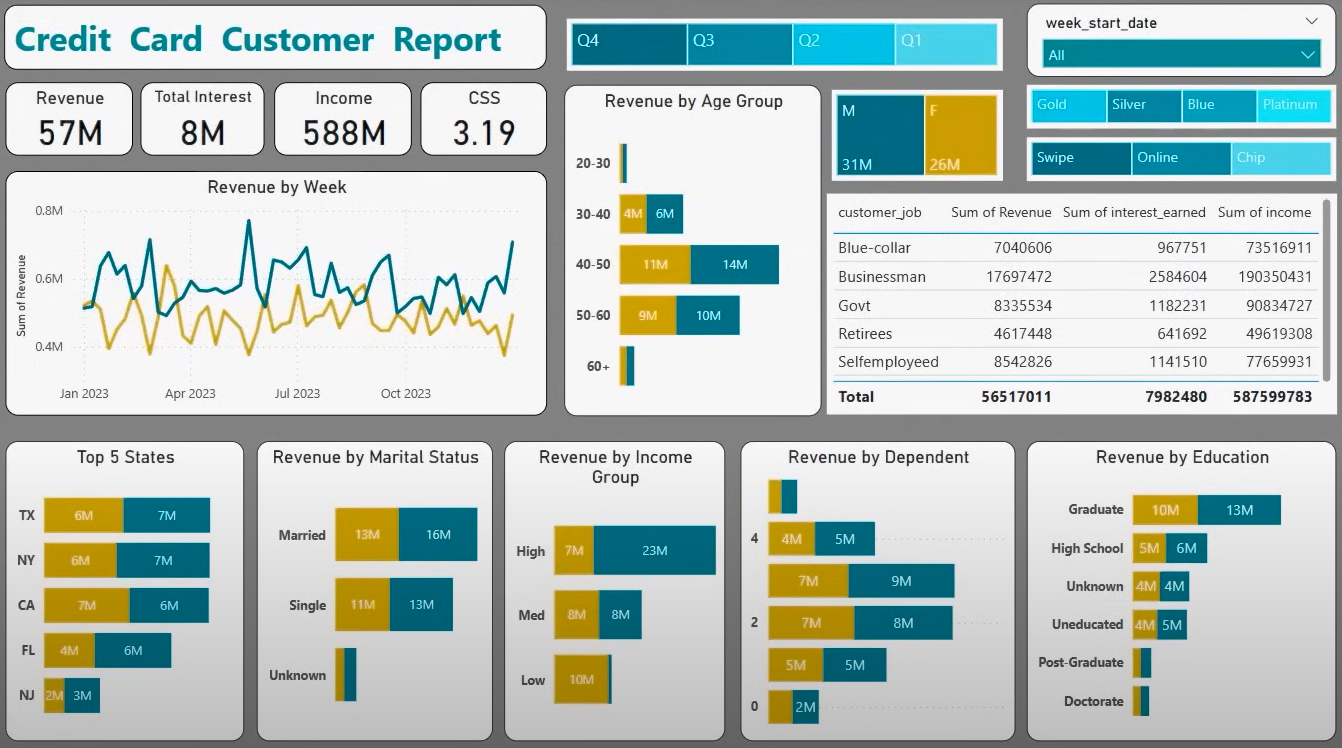 Credit Card Customer Report
Q4 Q3 Q2 Q1
week_start_date
All
Revenue
57M
Total Interest
8M
Income
588M
CSS
3.19
Revenue by Age Group
20-30
30-40 4M 6M
40-50 11M 14M
50-60 9M 10M
60+
M
31M
F
26M
Gold Silver Blue Platinum
Swipe Online Chip
Revenue by Week
Sum of Revenue
0.8M
0.6M
0.4M
Jan 2023 Apr 2023 Jul 2023 Oct 2023
customer_job Sum of Revenue Sum of interest_earned Sum of income
Blue-collar 7040606 967751 73516911
Businessman 17697472 2584604 190350431
Govt 8335534 1182231 90834727
Retirees 4617448 641692 49619308
Selfemployeed 8542826 1141510 77659931
Total 56517011 7982480 587599783
Top 5 States
TX 6M 7M
NY 6M 7M
CA 7M 6M
FL 4M 6M
NJ 2M 3M
Revenue by Marital Status
Married 13M 16M
Single 11M 13M
Unknown
Revenue by Income
Group
High 7M 23M
Med 8M 8M
Low 10M
Revenue by Dependent
4 4M 5M
7M 9M
2 7M 8M
5M 5M
0 2M
Revenue by Education
Graduate 10M 13M
High School 5M 6M
Unknown 4M 4M
Uneducated 4M 5M
Post-Graduate
Doctorate